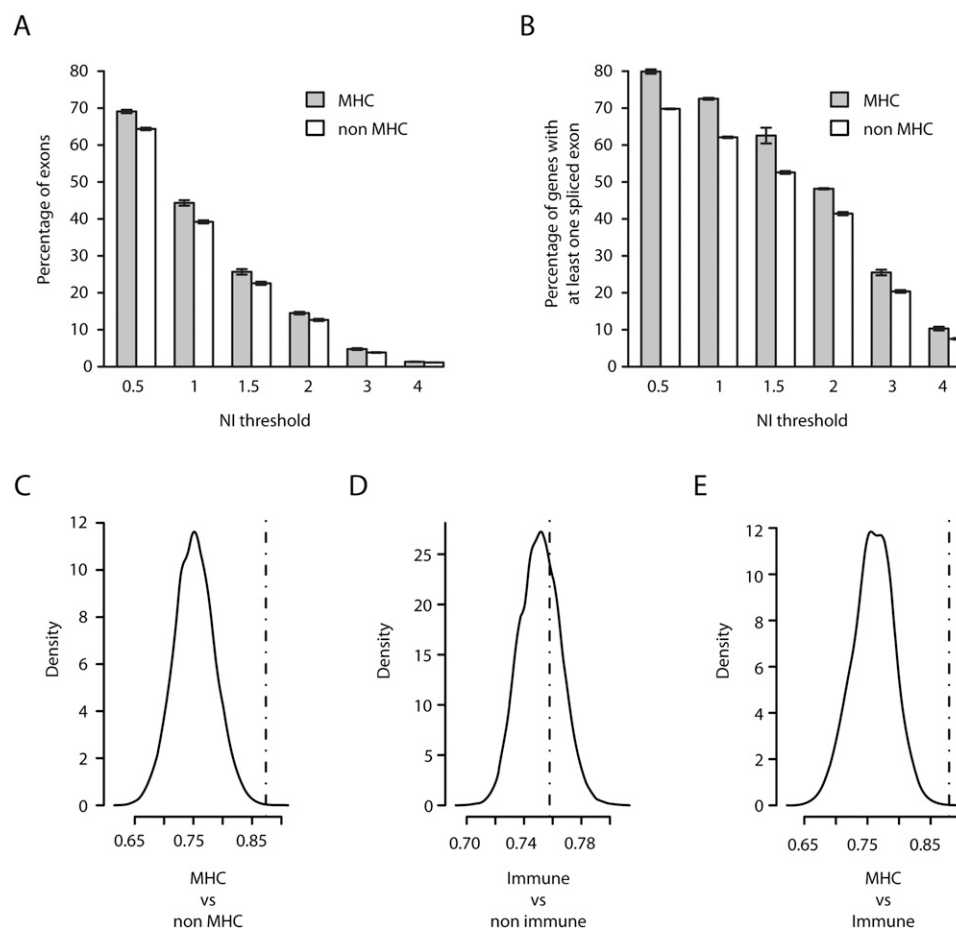 A
B
80
70
60
50
40
30
20
10
0
Percentage of exons
MHC
non MHC
0.5 1 1.5 2 3 4
NI threshold
80
70
60
50
40
30
20
10
0
Percentage of genes with
at least one spliced exon
MHC
non MHC
0.5 1 1.5 2 3 4
NI threshold
C
D
E
12
10
8
6
4
2
0
Density
0.65 0.75 0.85
MHC
vs
non MHC
25
20
15
10
5
0
Density
0.70 0.74 0.78
Immune
vs
non immune
12
10
8
6
4
2
0
Density
0.65 0.75 0.85
MHC
vs
Immune